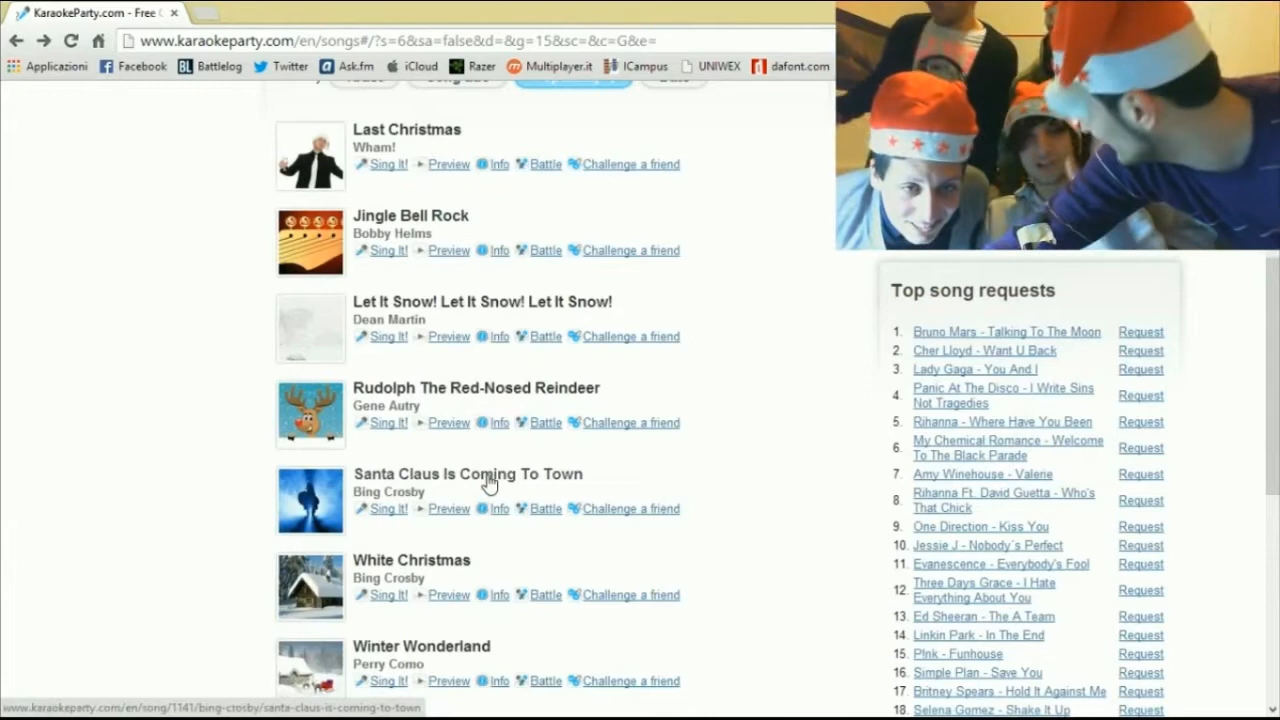 KaraokeParty.com - Free
www.karaokeparty.com/en/songs#/?s=6&sa=false&d=&g=15&sc=&c=G&e=
Applicazioni Facebook Battlelog Twitter Ask.fm iCloud Razer Multiplayer.it ICampus UNIWEX dafont.com
Last Christmas
Wham!
Sing It! Preview Info Battle Challenge a friend
Jingle Bell Rock
Bobby Helms
Sing It! Preview Info Battle Challenge a friend
Let It Snow! Let It Snow! Let It Snow!
Dean Martin
Sing It! Preview Info Battle Challenge a friend
Rudolph The Red-Nosed Reindeer
Gene Autry
Sing It! Preview Info Battle Challenge a friend
Santa Claus Is Coming To Town
Bing Crosby
Sing It! Preview Info Battle Challenge a friend
White Christmas
Bing Crosby
Sing It! Preview Info Battle Challenge a friend
Winter Wonderland
Perry Como
Sing It! Preview Info Battle Challenge a friend
www.karaokeparty.com/en/song/1141/bing-crosby/santa-claus-is-coming-to-town
Top song requests
1. Bruno Mars - Talking To The Moon Request
2. Cher Lloyd - Want U Back Request
3. Lady Gaga - You And I Request
4. Panic At The Disco - I Write Sins
Not Tragedies Request
5. Rihanna - Where Have You Been Request
6. My Chemical Romance - Welcome
To The Black Parade Request
7. Amy Winehouse - Valerie Request
8. Rihanna Ft. David Guetta - Who's
That Chick Request
9. One Direction - Kiss You Request
10. Jessie J - Nobody´s Perfect Request
11. Evanescence - Everybody's Fool Request
12. Three Days Grace - I Hate
Everything About You Request
13. Ed Sheeran - The A Team Request
14. Linkin Park - In The End Request
15. P!nk - Funhouse Request
16. Simple Plan - Save You Request
17. Britney Spears - Hold It Against Me Request
18. Selena Gomez - Shake It Up Request